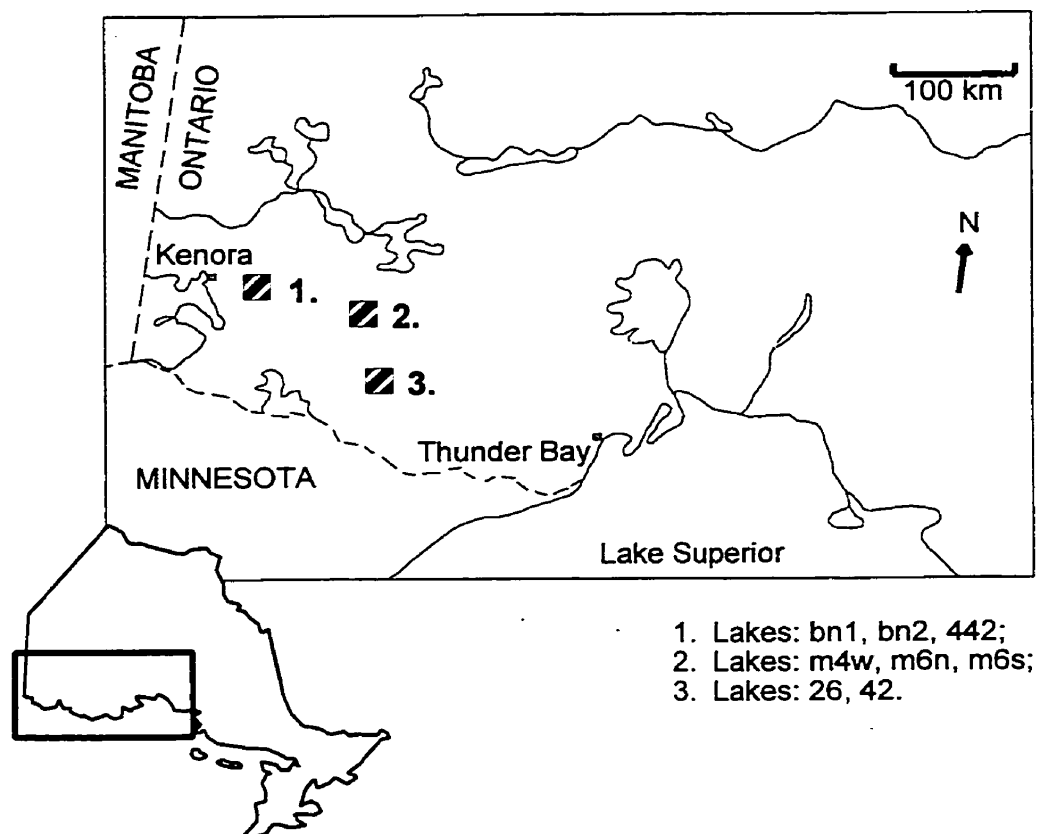 MANITOBA
ONTARIO
100 km
N
Kenora
1.
2.
3.
Thunder Bay
MINNESOTA
Lake Superior
1. Lakes: bn1, bn2, 442;
2. Lakes: m4w, m6n, m6s;
3. Lakes: 26, 42.